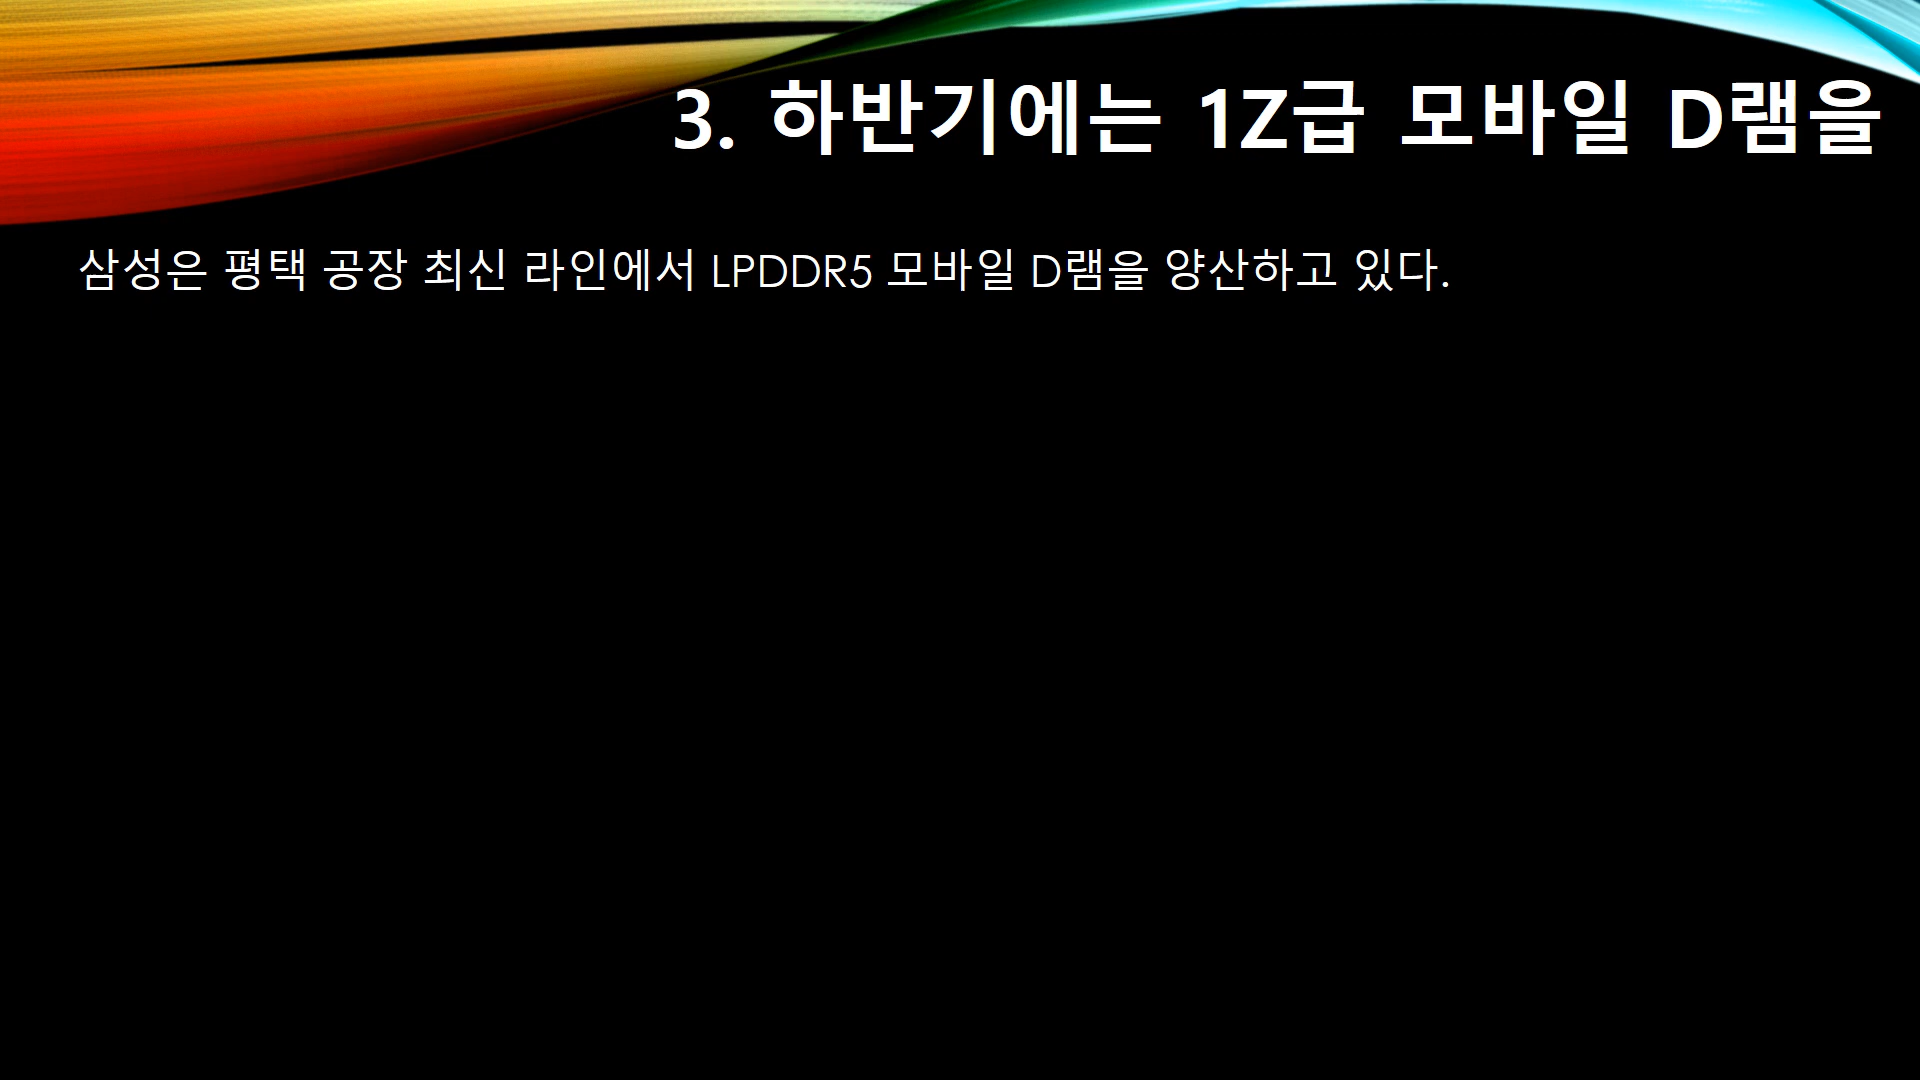 3. 하반기에는 1Z급 모바일 D램을
삼성은 평택 공장 최신 라인에서 LPDDR5 모바일 D램을 양산하고 있다.